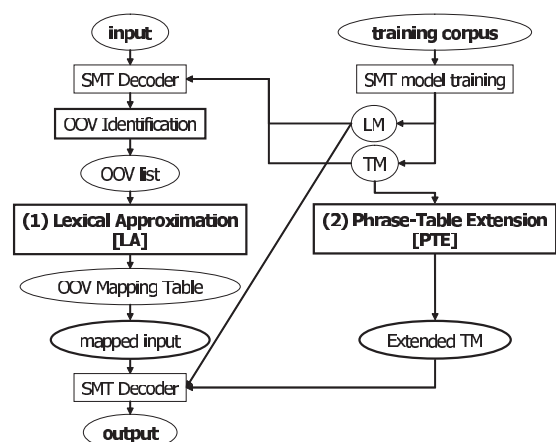 input
training corpus
SMT Decoder
SMT model training
OOV Identification
LM
OOV list
TM
(1) Lexical Approximation
[LA]
(2) Phrase-Table Extension
[PTE]
OOV Mapping Table
mapped input
Extended TM
SMT Decoder
output